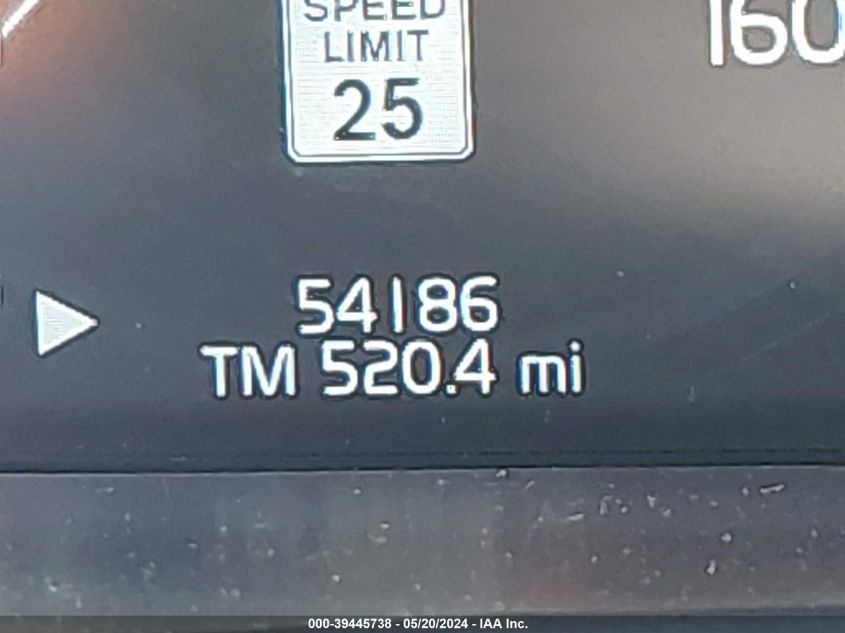 SPEED
LIMIT
25
160
54186
TM 520.4 mi
000-39445738 - 05/20/2024 - IAA Inc.